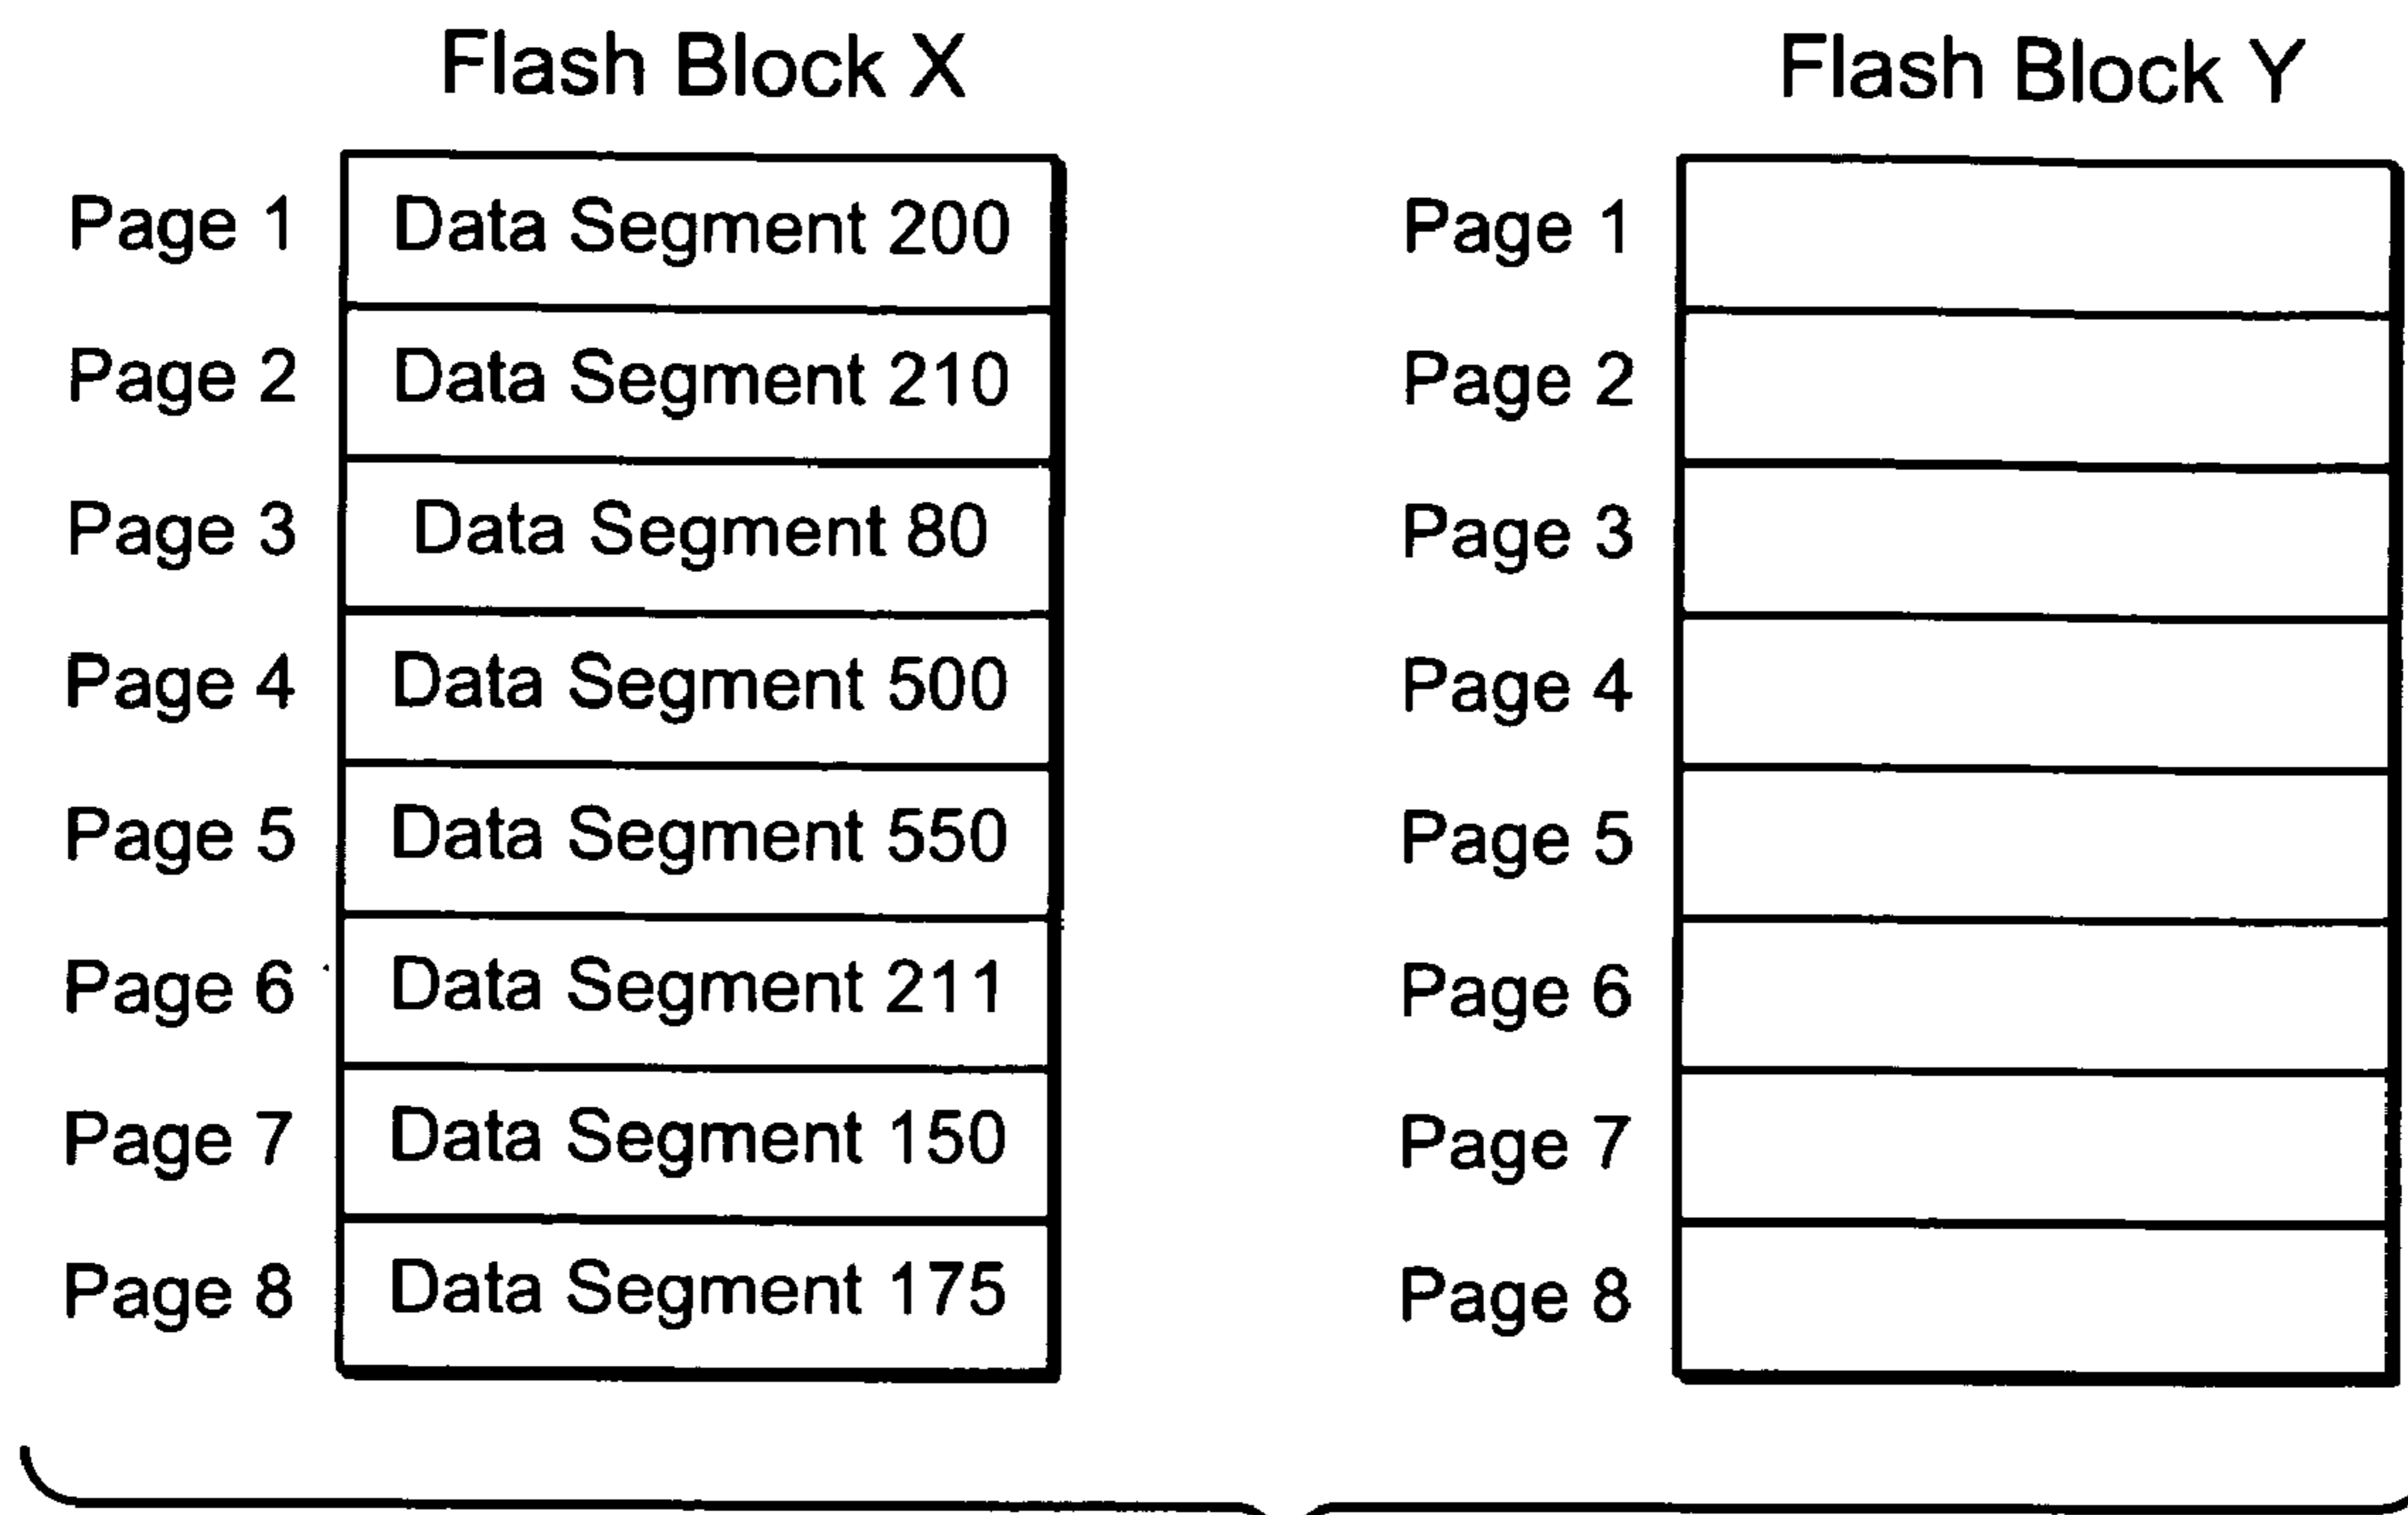 Flash Block X Flash Block Y
Page 1 Data Segment 200 Page 1
Page 2 Data Segment 210 Page 2
Page 3 Data Segment 80 Page 3
Page 4 Data Segment 500 Page 4
Page 5 Data Segment 550 Page 5
Page 6 Data Segment 211 Page 6
Page 7 Data Segment 150 Page 7
Page 8 Data Segment 175 Page 8